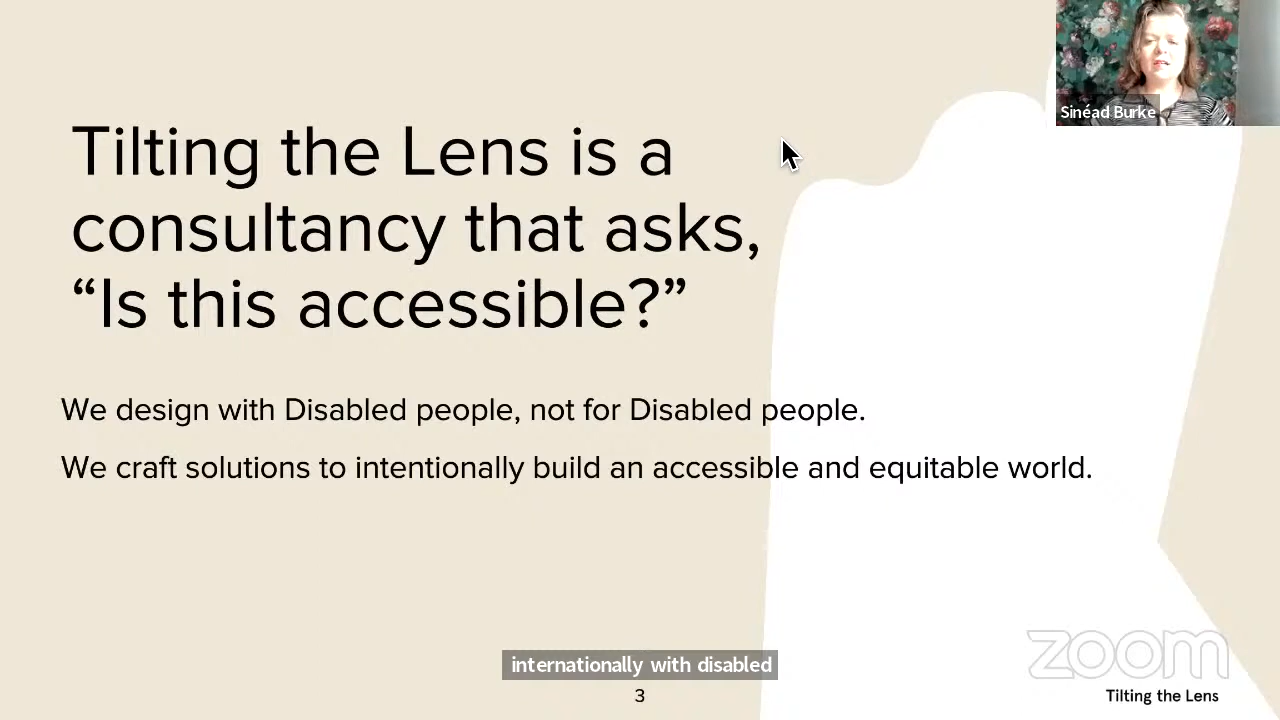 Sinéad Burke
Tilting the Lens is a
consultancy that asks,
“Is this accessible?”
We design with Disabled people, not for Disabled people.
We craft solutions to intentionally build an accessible and equitable world.
internationally with disabled
zoom
3
Tilting the Lens